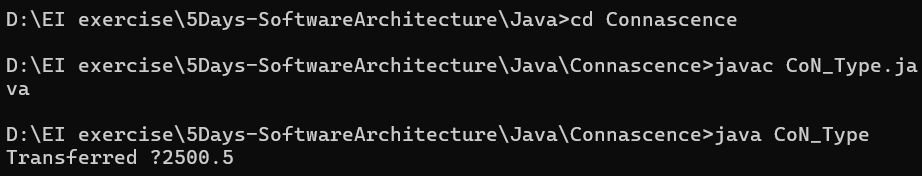 D:\EI exercise\5Days-SoftwareArchitecture\Java>cd Connascence
D:\EI exercise\5Days-SoftwareArchitecture\Java\Connascence>javac CoN_Type.ja
va
D:\EI exercise\5Days-SoftwareArchitecture\Java\Connascence>java CoN_Type
Transferred ?2500.5